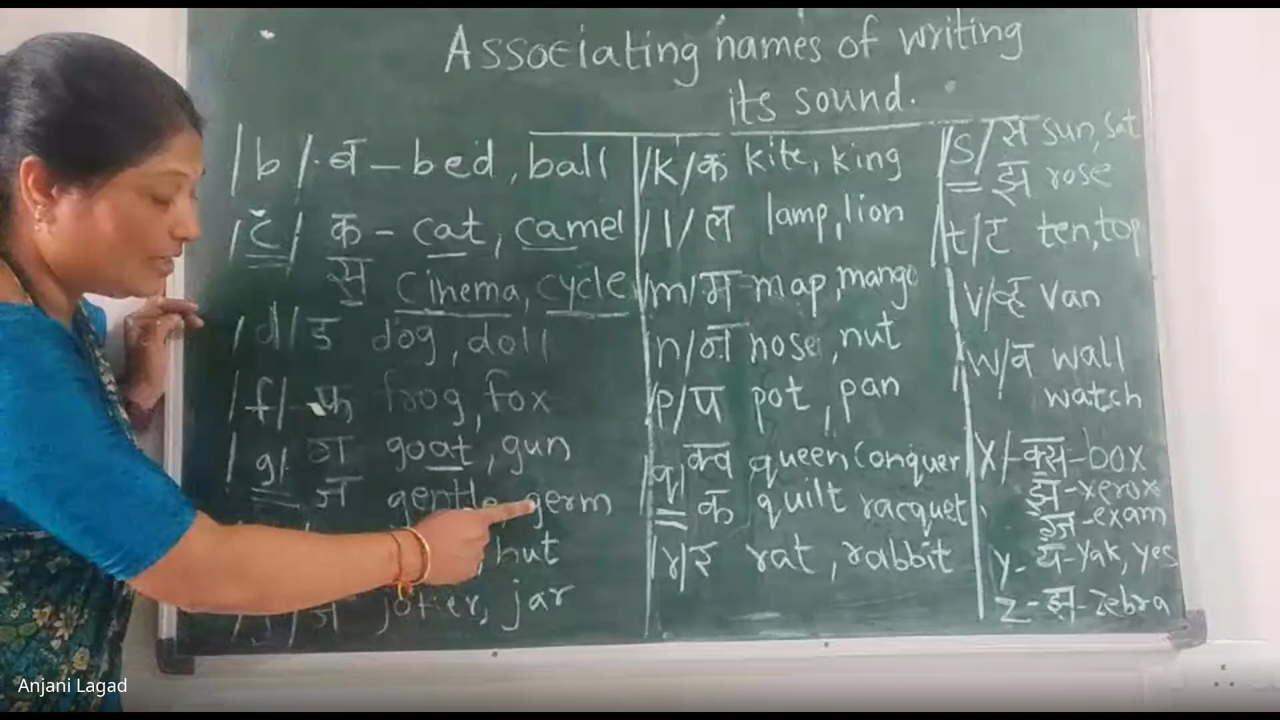 Associating names of writing
its sound.
/b/ ब - bed, ball
/c/ क - cat, camel
स cinema, cycle
/d/ ड dog, doll
/f/ - फ frog, fox
/g/ ग goat, gun
ज gentle germ
hut
/j/ ज joker, jar
/k/ क kite, king
/l/ ल lamp, lion
/m/ म map, mango
/n/ न nose, nut
/p/ प pot, pan
/q/ क्व queen conquer
क quilt racquet
/r/ र rat, rabbit
/s/ स sun, sat
झ rose
/t/ ट ten, top
v/ व्ह van
/w/ व wall
watch
x/ - क्स - box
झ - xerox
ग्ज - exam
y - य - yak, yes
z - झ - zebra
Anjani Lagad